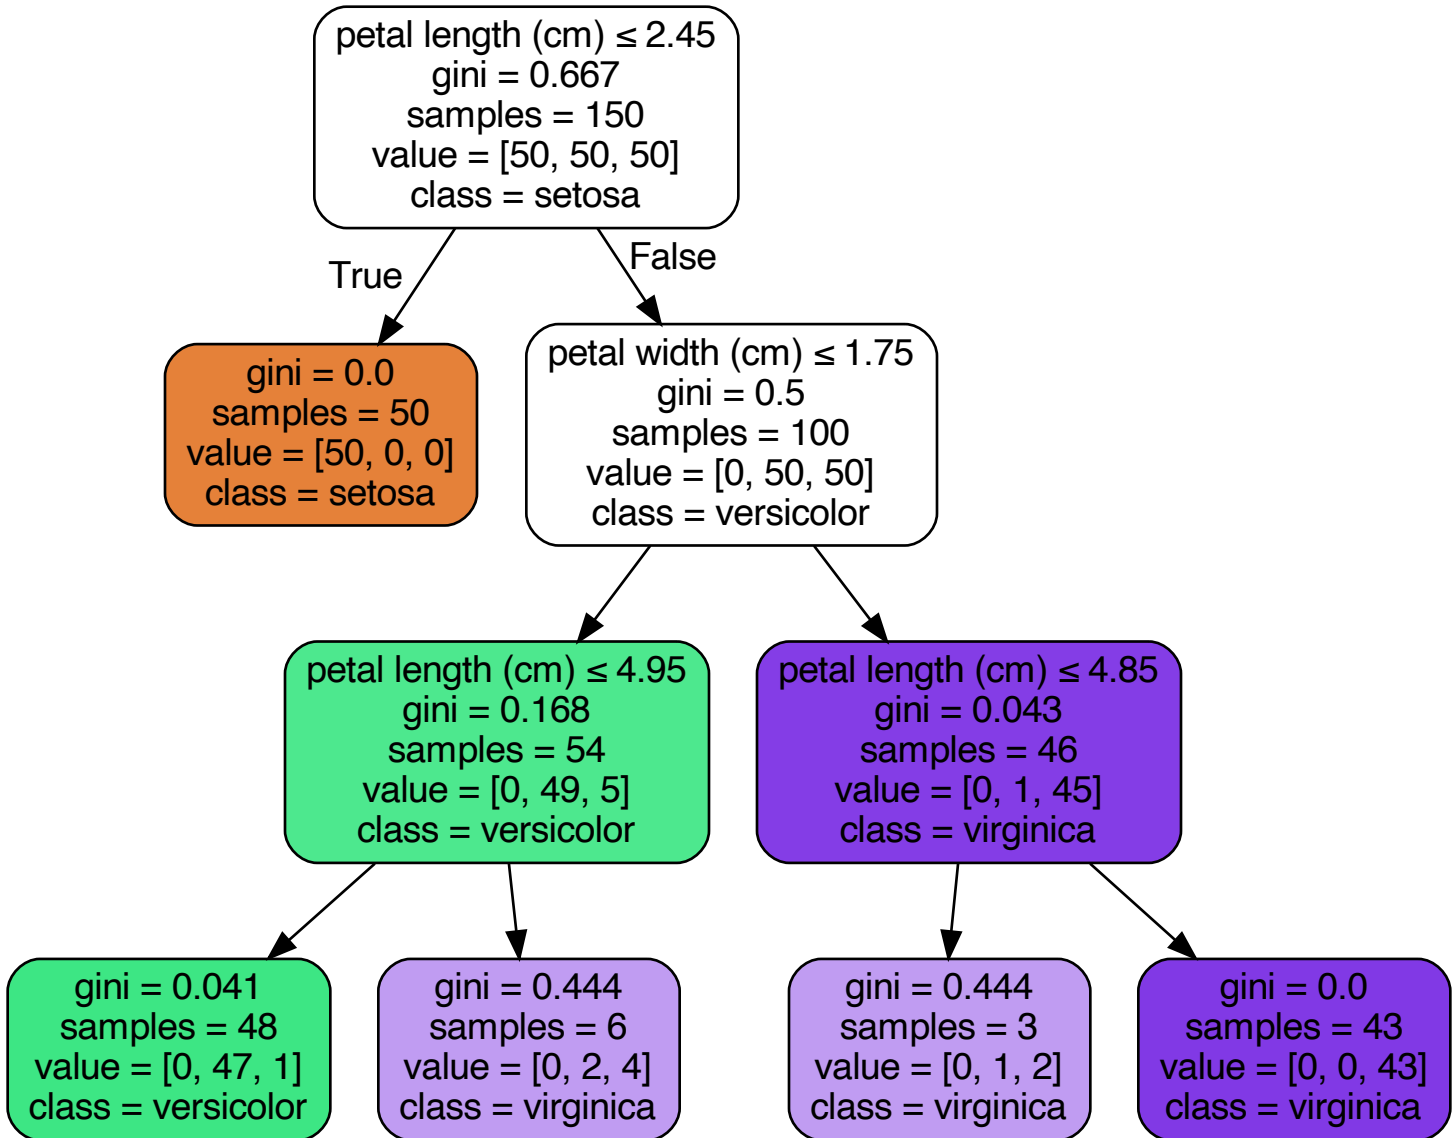 petal length (cm) ≤ 2.45
gini = 0.667
samples = 150
value = [50, 50, 50]
class = setosa
True
False
gini = 0.0
samples = 50
value = [50, 0, 0]
class = setosa
petal width (cm) ≤ 1.75
gini = 0.5
samples = 100
value = [0, 50, 50]
class = versicolor
petal length (cm) ≤ 4.95
gini = 0.168
samples = 54
value = [0, 49, 5]
class = versicolor
petal length (cm) ≤ 4.85
gini = 0.043
samples = 46
value = [0, 1, 45]
class = virginica
gini = 0.041
samples = 48
value = [0, 47, 1]
class = versicolor
gini = 0.444
samples = 6
value = [0, 2, 4]
class = virginica
gini = 0.444
samples = 3
value = [0, 1, 2]
class = virginica
gini = 0.0
samples = 43
value = [0, 0, 43]
class = virginica